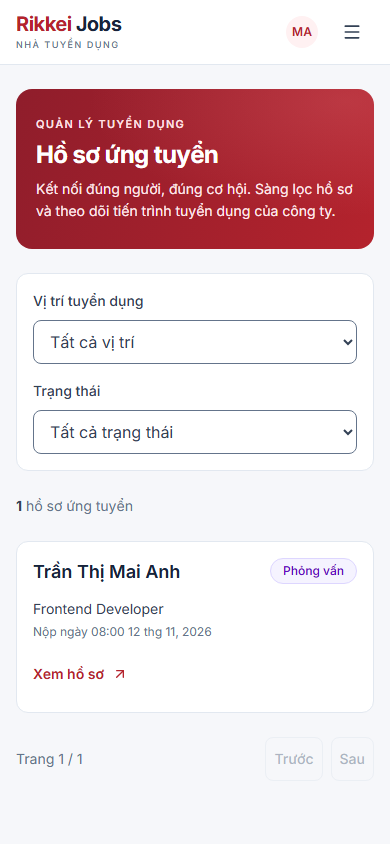 Rikkei Jobs
NHÀ TUYỂN DỤNG
MA
QUẢN LÝ TUYỂN DỤNG
Hồ sơ ứng tuyển
Kết nối đúng người, đúng cơ hội. Sàng lọc hồ sơ
và theo dõi tiến trình tuyển dụng của công ty.
Vị trí tuyển dụng
Tất cả vị trí
Trạng thái
Tất cả trạng thái
1 hồ sơ ứng tuyển
Trần Thị Mai Anh
Phỏng vấn
Frontend Developer
Nộp ngày 08:00 12 thg 11, 2026
Xem hồ sơ
Trang 1 / 1
Trước
Sau